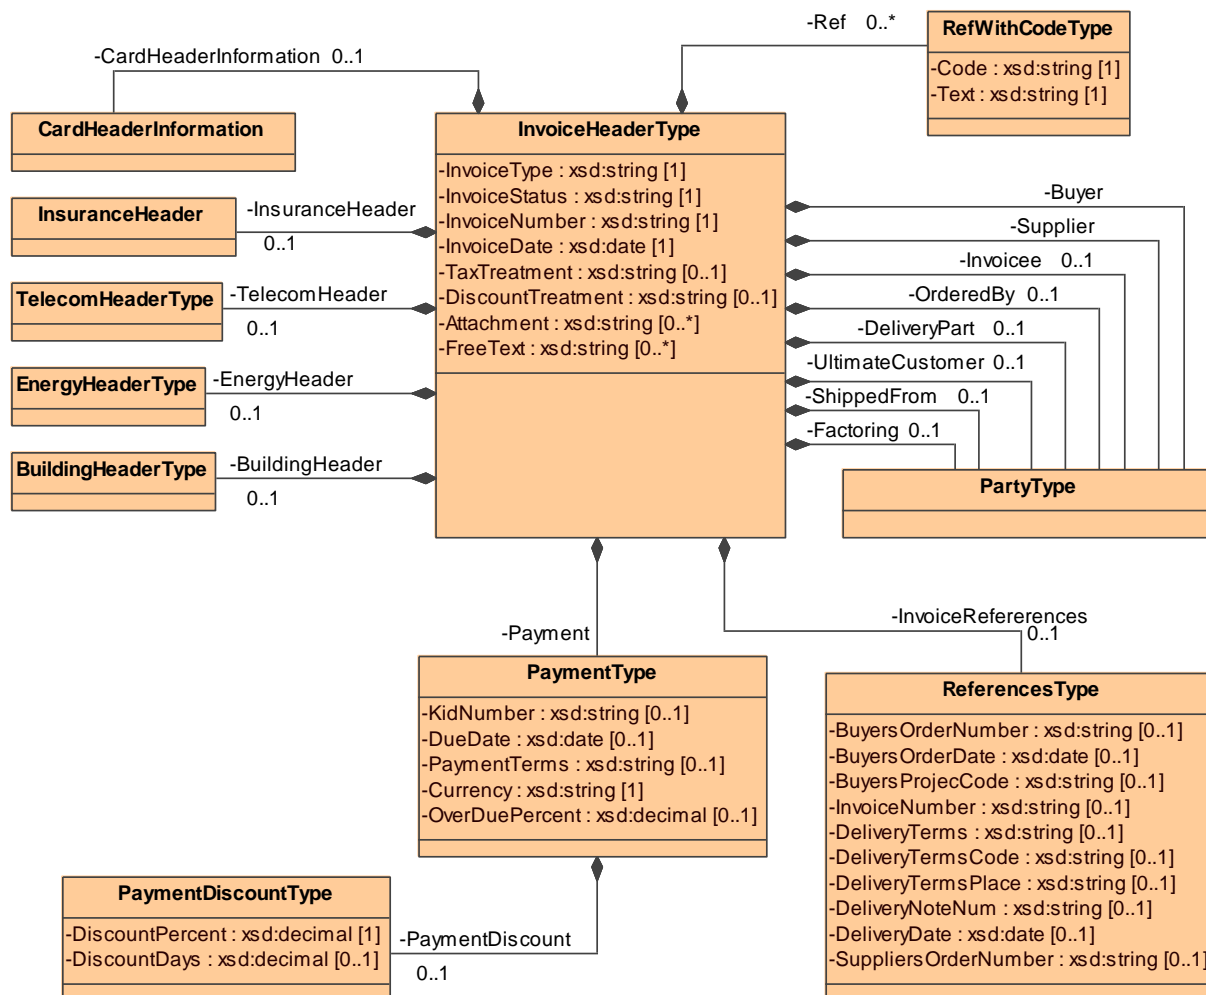 -Ref 0..*
RefWithCodeType
-Code : xsd:string [1]
-Text : xsd:string [1]
-CardHeaderInformation 0..1
CardHeaderInformation
InvoiceHeaderType
-InvoiceType : xsd:string [1]
-InvoiceStatus : xsd:string [1]
-InvoiceNumber : xsd:string [1]
-InvoiceDate : xsd:date [1]
-TaxTreatment : xsd:string [0..1]
-DiscountTreatment : xsd:string [0..1]
-Attachment : xsd:string [0..*]
-FreeText : xsd:string [0..*]
InsuranceHeader
-InsuranceHeader
0..1
TelecomHeaderType
-TelecomHeader
0..1
EnergyHeaderType
-EnergyHeader
0..1
BuildingHeaderType
-BuildingHeader
0..1
-Buyer
-Supplier
-Invoicee 0..1
-OrderedBy 0..1
-DeliveryPart 0..1
-UltimateCustomer 0..1
-ShippedFrom 0..1
-Factoring 0..1
PartyType
-Payment
PaymentType
-KidNumber : xsd:string [0..1]
-DueDate : xsd:date [0..1]
-PaymentTerms : xsd:string [0..1]
-Currency : xsd:string [1]
-OverDuePercent : xsd:decimal [0..1]
-InvoiceRefererences
0..1
ReferencesType
-BuyersOrderNumber : xsd:string [0..1]
-BuyersOrderDate : xsd:date [0..1]
-BuyersProjecCode : xsd:string [0..1]
-InvoiceNumber : xsd:string [0..1]
-DeliveryTerms : xsd:string [0..1]
-DeliveryTermsCode : xsd:string [0..1]
-DeliveryTermsPlace : xsd:string [0..1]
-DeliveryNoteNum : xsd:string [0..1]
-DeliveryDate : xsd:date [0..1]
-SuppliersOrderNumber : xsd:string [0..1]
PaymentDiscountType
-DiscountPercent : xsd:decimal [1]
-DiscountDays : xsd:decimal [0..1]
-PaymentDiscount
0..1